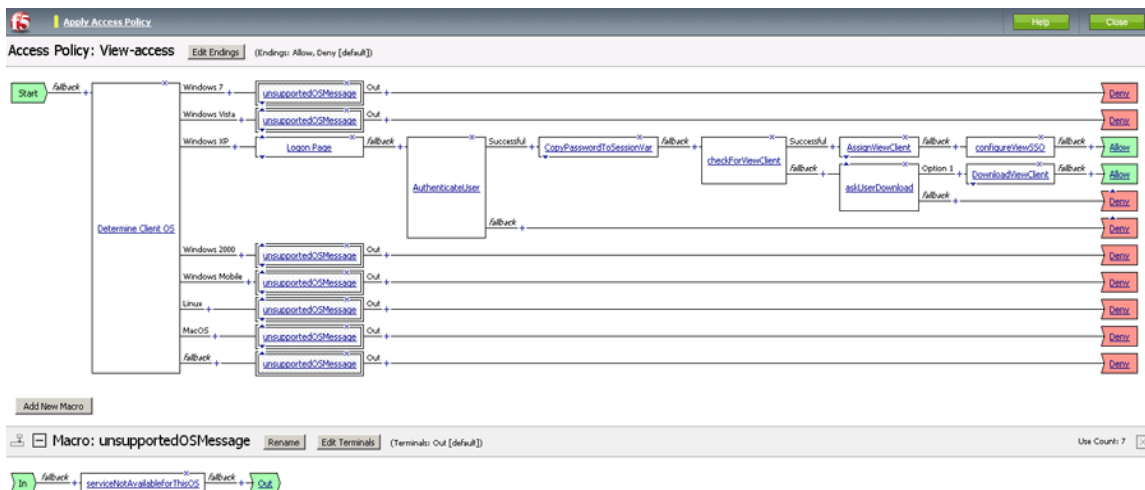 f5 Apply Access Policy Help Close
Access Policy: View-access Edit Endings (Endings: Allow, Deny [default])
Start fallback + Windows 7 + unsupportedOSMessage Out + Deny
Windows Vista + unsupportedOSMessage Out + Deny
Windows XP + Logon Page fallback + Successful + CopyPasswordToSessionVar fallback + Successful + AssignViewClient fallback + configureViewSSO fallback + Allow
checkForViewClient
fallback + Option 1 + DownloadViewClient fallback + Allow
AuthenticateUser askUserDownload
fallback + Deny
Determine Client OS fallback + Deny
Windows 2000 + unsupportedOSMessage Out + Deny
Windows Mobile + unsupportedOSMessage Out + Deny
Linux + unsupportedOSMessage Out + Deny
MacOS + unsupportedOSMessage Out + Deny
fallback + unsupportedOSMessage Out + Deny
Add New Macro
Macro: unsupportedOSMessage Rename Edit Terminals (Terminals: Out [default]) Use Count: 7
In fallback + serviceNotAvailableforThisOS fallback + Out